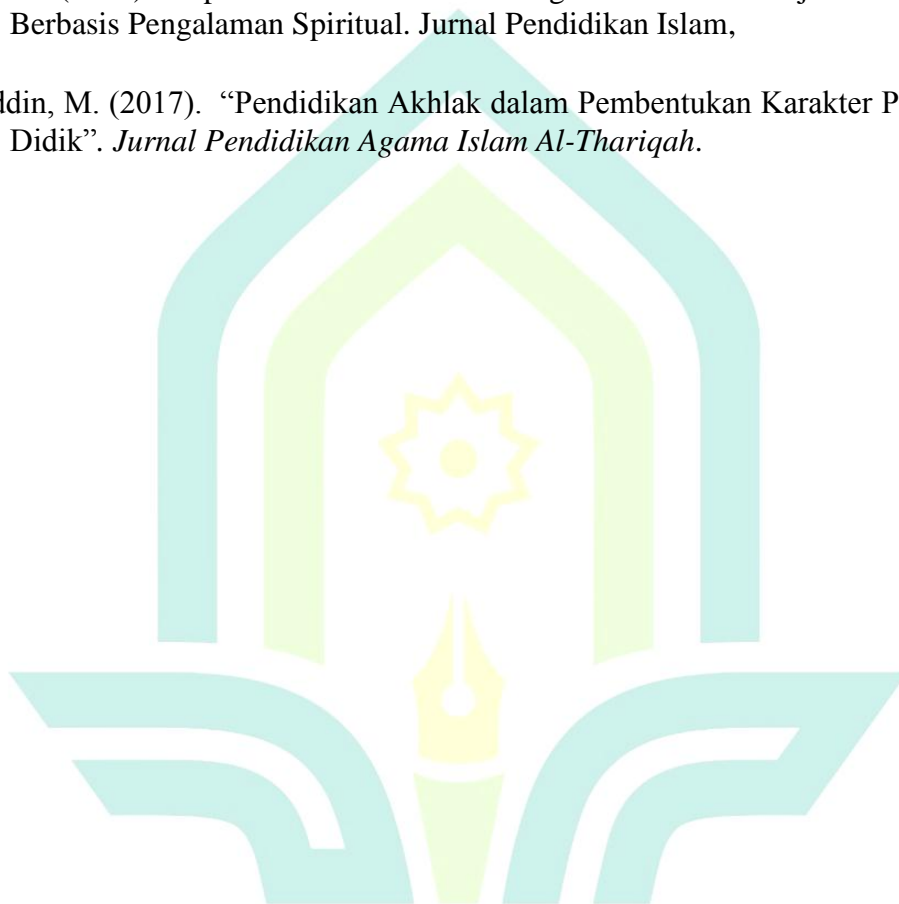 Berbasis Pengalaman Spiritual. Jurnal Pendidikan Islam,
ddin, M. (2017). “Pendidikan Akhlak dalam Pembentukan Karakter P
Didik”. Jurnal Pendidikan Agama Islam Al-Thariqah.